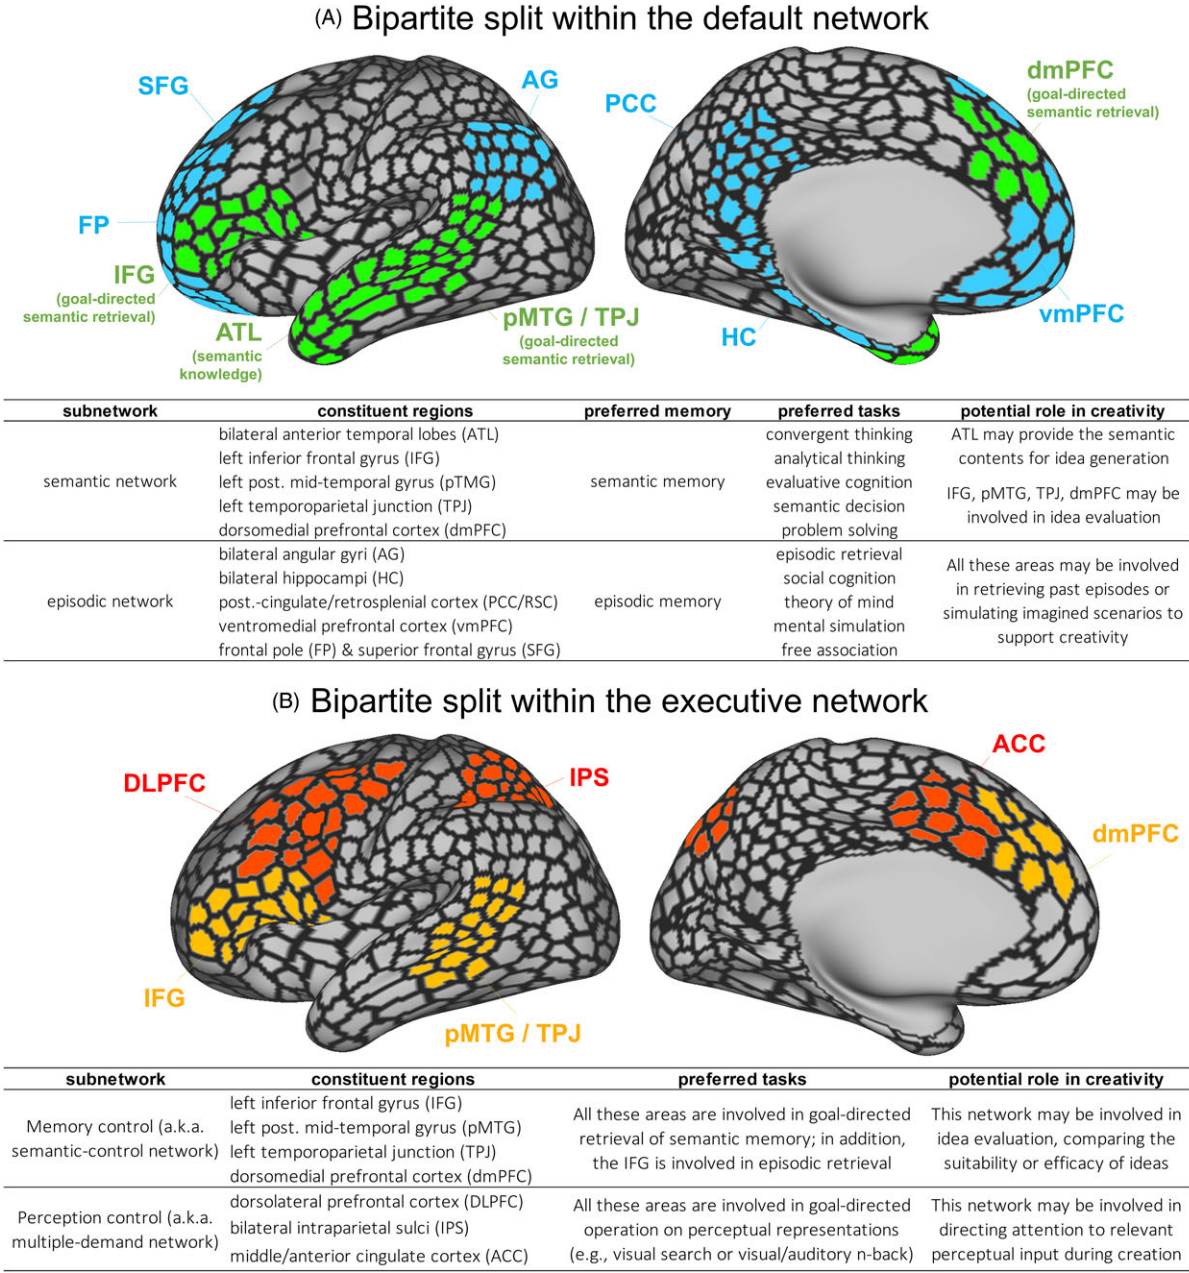 (A) Bipartite split within the default network
SFG
AG
FP
IFG
(goal-directed
semantic retrieval)
ATL
(semantic
knowledge)
pMTG / TPJ
(goal-directed
semantic retrieval)
PCC
dmPFC
(goal-directed
semantic retrieval)
HC
vmPFC
subnetwork constituent regions preferred memory preferred tasks potential role in creativity
semantic network
bilateral anterior temporal lobes (ATL)
left inferior frontal gyrus (IFG)
left post. mid-temporal gyrus (pTMG)
left temporoparietal junction (TPJ)
dorsomedial prefrontal cortex (dmPFC)
semantic memory
convergent thinking
analytical thinking
evaluative cognition
semantic decision
problem solving
ATL may provide the semantic
contents for idea generation
IFG, pMTG, TPJ, dmPFC may be
involved in idea evaluation
episodic network
bilateral angular gyri (AG)
bilateral hippocampi (HC)
post.-cingulate/retrosplenial cortex (PCC/RSC)
ventromedial prefrontal cortex (vmPFC)
frontal pole (FP) & superior frontal gyrus (SFG)
episodic memory
episodic retrieval
social cognition
theory of mind
mental simulation
free association
All these areas may be involved
in retrieving past episodes or
simulating imagined scenarios to
support creativity
(B) Bipartite split within the executive network
DLPFC
IPS
IFG
pMTG / TPJ
ACC
dmPFC
subnetwork constituent regions preferred tasks potential role in creativity
Memory control (a.k.a.
semantic-control network)
left inferior frontal gyrus (IFG)
left post. mid-temporal gyrus (pMTG)
left temporoparietal junction (TPJ)
dorsomedial prefrontal cortex (dmPFC)
All these areas are involved in goal-directed
retrieval of semantic memory; in addition,
the IFG is involved in episodic retrieval
This network may be involved in
idea evaluation, comparing the
suitability or efficacy of ideas
Perception control (a.k.a.
multiple-demand network)
dorsolateral prefrontal cortex (DLPFC)
bilateral intraparietal sulci (IPS)
middle/anterior cingulate cortex (ACC)
All these areas are involved in goal-directed
operation on perceptual representations
(e.g., visual search or visual/auditory n-back)
This network may be involved in
directing attention to relevant
perceptual input during creation